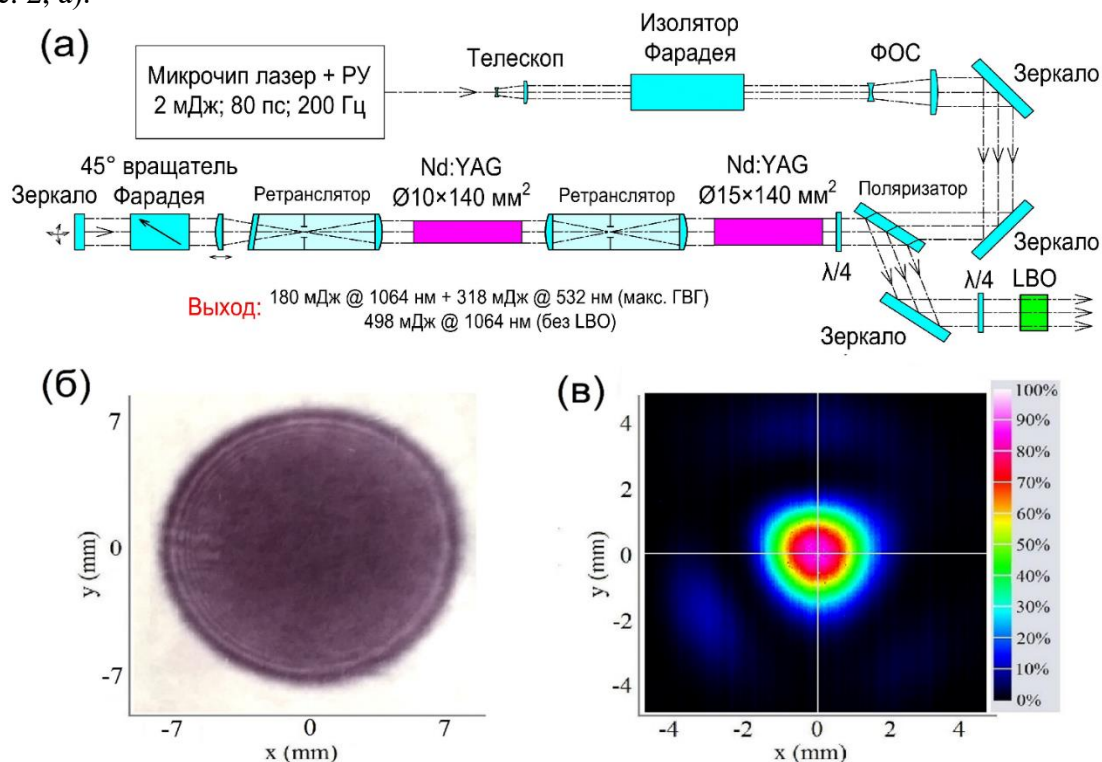 с. 2, а).
(а)
Микрочип лазер + РУ
2 мДж; 80 пс; 200 Гц
Телескоп
Изолятор
Фарадея
ФОС
Зеркало
Зеркало
45° вращатель
Фарадея
Ретранслятор
Nd:YAG
Ø10×140 мм²
Ретранслятор
Nd:YAG
Ø15×140 мм²
λ/4
Поляризатор
Зеркало
Зеркало
λ/4
LBO
Выход:
180 мДж @ 1064 нм + 318 мДж @ 532 нм (макс. ГВГ)
498 мДж @ 1064 нм (без LBO)
(б)
y (mm)
7
0
-7
-7 0 7
x (mm)
(в)
y (mm)
4
2
0
-2
-4
-4 -2 0 2 4
x (mm)
100%
90%
80%
70%
60%
50%
40%
30%
20%
10%
0%